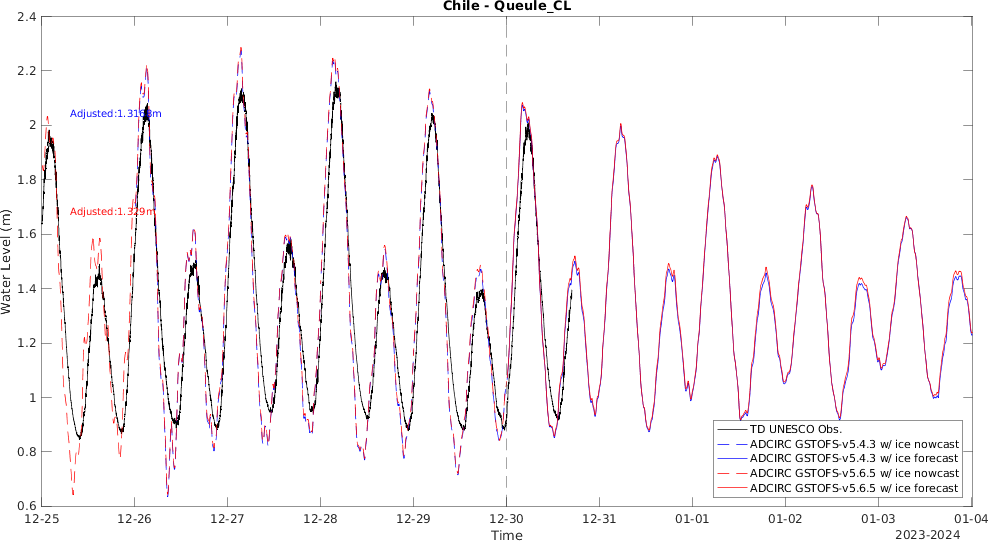 Chile - Queule_CL
2.4
2.2
2
1.8
1.6
1.4
1.2
1
0.8
0.6
Water Level (m)
Adjusted:1.3163m
Adjusted:1.329m
TD UNESCO Obs.
ADCIRC GSTOFS-v5.4.3 w/ ice nowcast
ADCIRC GSTOFS-v5.4.3 w/ ice forecast
ADCIRC GSTOFS-v5.6.5 w/ ice nowcast
ADCIRC GSTOFS-v5.6.5 w/ ice forecast
12-25 12-26 12-27 12-28 12-29 12-30 12-31 01-01 01-02 01-03 01-04
Time
2023-2024